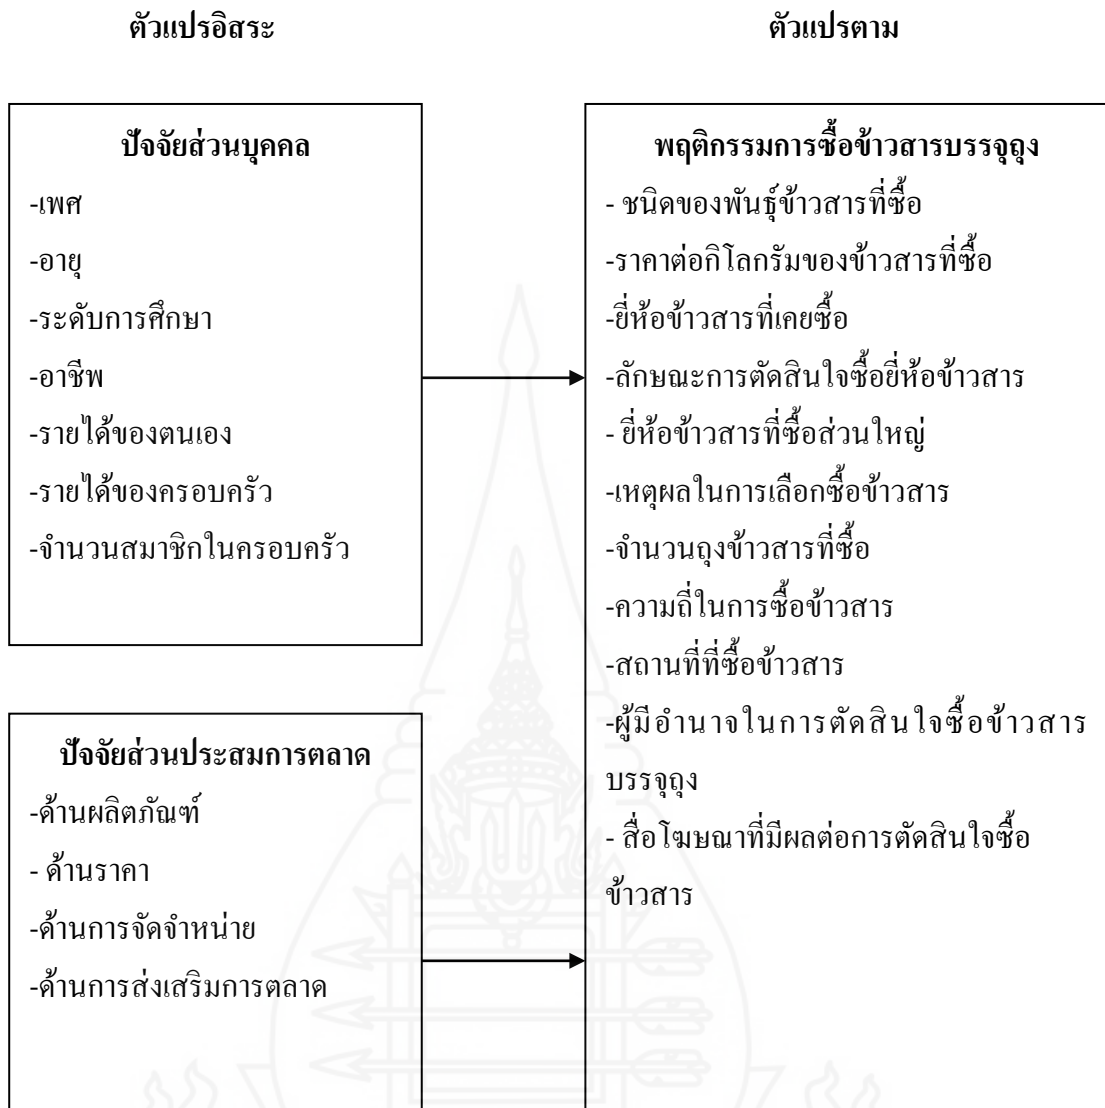 ตัวแปรอิสระ
ตัวแปรตาม
ปัจจัยส่วนบุคคล
-เพศ
-อายุ
-ระดับการศึกษา
-อาชีพ
-รายได้ของตนเอง
-รายได้ของครอบครัว
-จำนวนสมาชิกในครอบครัว
ปัจจัยส่วนประสมการตลาด
-ด้านผลิตภัณฑ์
- ด้านราคา
-ด้านการจัดจำหน่าย
-ด้านการส่งเสริมการตลาด
พฤติกรรมการซื้อข้าวสารบรรจุถุง
- ชนิดของพันธุ์ข้าวสารที่ซื้อ
-ราคาต่อกิโลกรัมของข้าวสารที่ซื้อ
-ยี่ห้อข้าวสารที่เคยซื้อ
-ลักษณะการตัดสินใจซื้อยี่ห้อข้าวสาร
- ยี่ห้อข้าวสารที่ซื้อส่วนใหญ่
-เหตุผลในการเลือกซื้อข้าวสาร
-จำนวนถุงข้าวสารที่ซื้อ
-ความถี่ในการซื้อข้าวสาร
-สถานที่ที่ซื้อข้าวสาร
-ผู้มีอำนาจในการตัดสินใจซื้อข้าวสาร
บรรจุถุง
- สื่อโฆษณาที่มีผลต่อการตัดสินใจซื้อ
ข้าวสาร